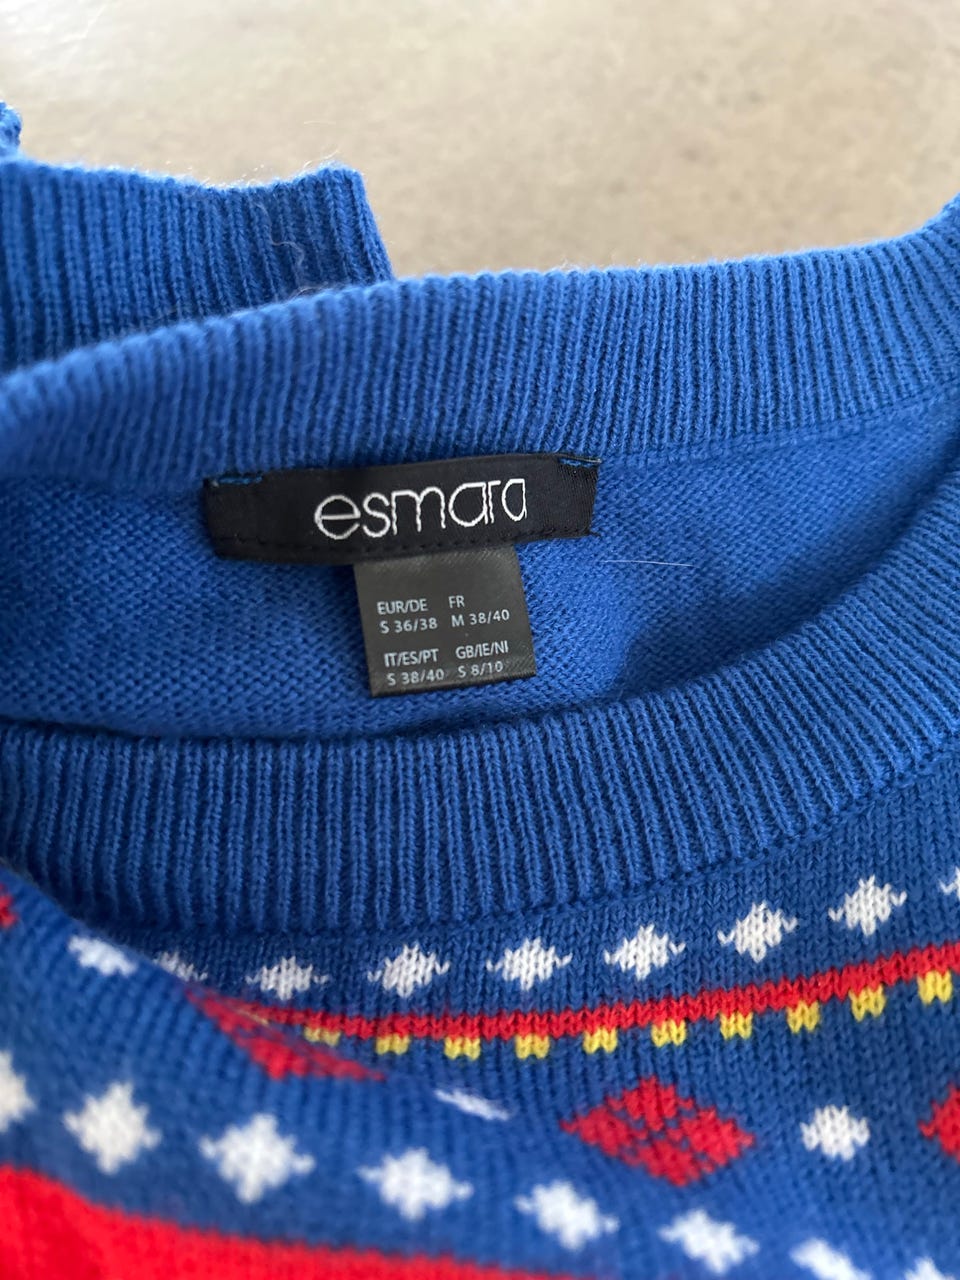 esmara
EUR/DE FR
S 36/38 M 38/40
IT/ES/PT GB/IE/NI
S 38/40 S 8/10